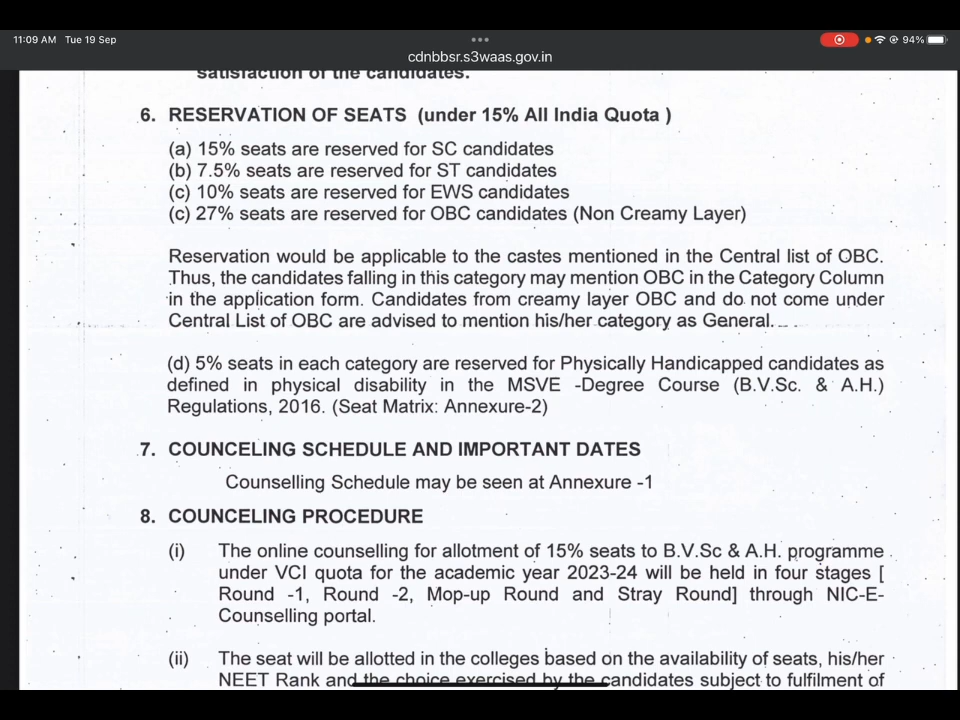 11:09 AM Tue 19 Sep
94%
cdnbbsr.s3waas.gov.in
satisfaction of the candidates.
6. RESERVATION OF SEATS (under 15% All India Quota )
(a) 15% seats are reserved for SC candidates
(b) 7.5% seats are reserved for ST candidates
(c) 10% seats are reserved for EWS candidates
(c) 27% seats are reserved for OBC candidates (Non Creamy Layer)
Reservation would be applicable to the castes mentioned in the Central list of OBC.
Thus, the candidates falling in this category may mention OBC in the Category Column
in the application form. Candidates from creamy layer OBC and do not come under
Central List of OBC are advised to mention his/her category as General.
(d) 5% seats in each category are reserved for Physically Handicapped candidates as
defined in physical disability in the MSVE -Degree Course (B.V.Sc. & A.H.)
Regulations, 2016. (Seat Matrix: Annexure-2)
7. COUNCELING SCHEDULE AND IMPORTANT DATES
Counselling Schedule may be seen at Annexure -1
8. COUNCELING PROCEDURE
(i) The online counselling for allotment of 15% seats to B.V.Sc & A.H. programme
under VCI quota for the academic year 2023-24 will be held in four stages [
Round -1, Round -2, Mop-up Round and Stray Round] through NIC-E-
Counselling portal.
(ii) The seat will be allotted in the colleges based on the availability of seats, his/her
NEET Rank and the choice exercised by the candidates subject to fulfilment of